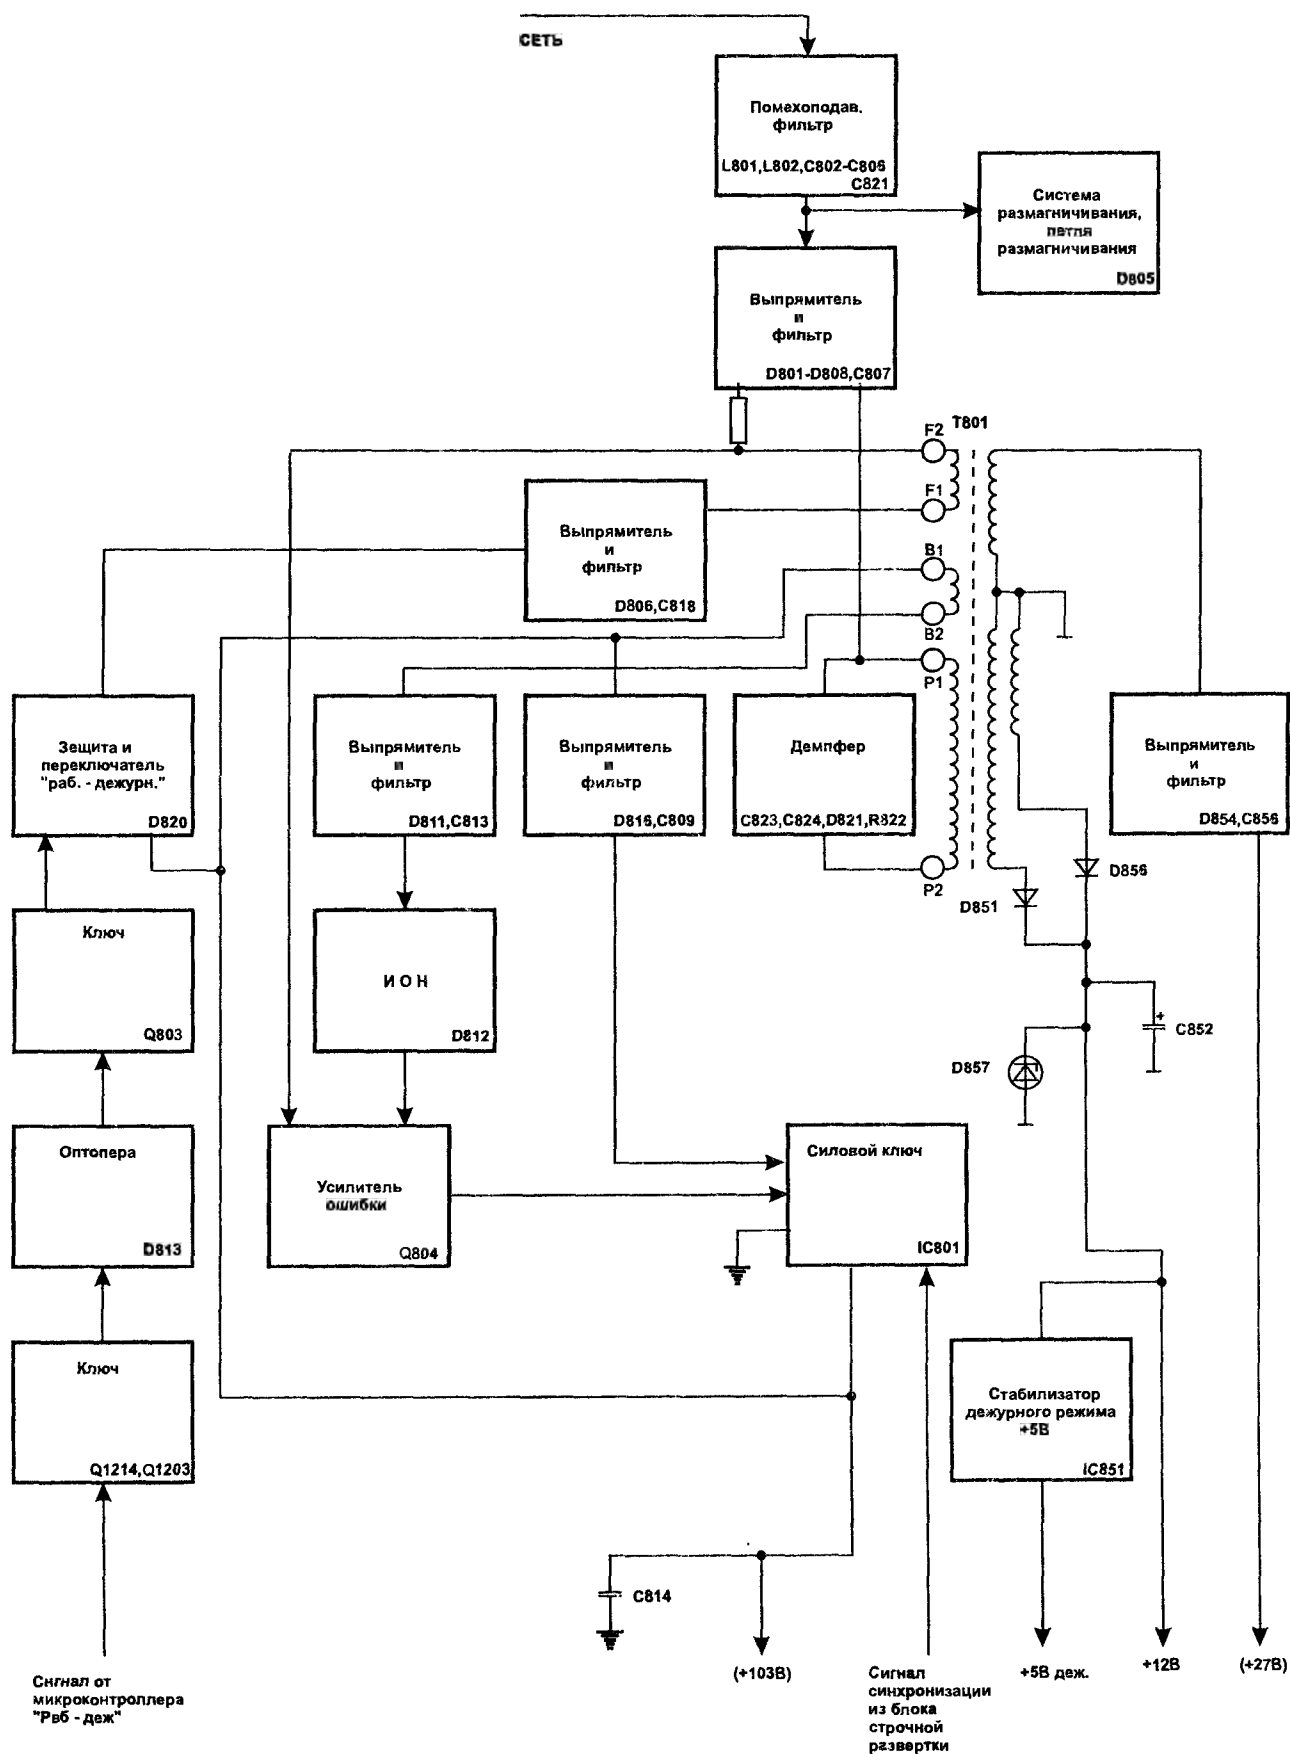 СЕТЬ
Помехоподав.
фильтр
L801,L802,C802-C806
C821
Система
размагничивания,
петля
размагничивания
D805
Выпрямитель
и
фильтр
D801-D808,C807
T801
F2
F1
B1
B2
P1
P2
Выпрямитель
и
фильтр
D806,C818
Зещита и
переключатель
"раб. - дежурн."
D820
Выпрямитель
и
фильтр
D811,C813
Выпрямитель
и
фильтр
D816,C809
Демпфер
C823,C824,D821,R822
Выпрямитель
и
фильтр
D854,C856
D856
D851
Ключ
Q803
И О Н
D812
+
C852
D857
Оптопера
D813
Усилитель
ошибки
Q804
Силовой ключ
IC801
Ключ
Q1214,Q1203
Стабилизатор
дежурного режима
+5В
IC851
C814
Сигнал от
микроконтроллера
"Рвб - деж"
(+103В)
Сигнал
синхронизации
из блока
строчной
развертки
+5В деж.
+12В
(+27В)